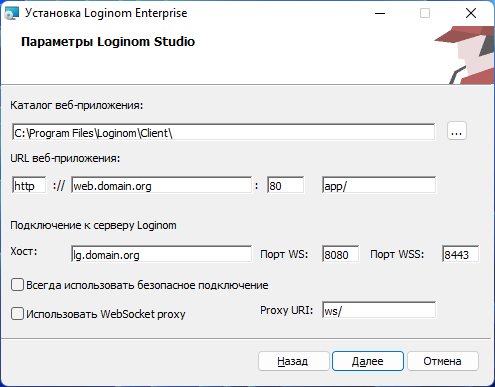 Установка Loginom Enterprise
Параметры Loginom Studio
Каталог веб-приложения:
C:\Program Files\Loginom\Client\
...
URL веб-приложения:
http :// web.domain.org : 80 app/
Подключение к серверу Loginom
Хост: lg.domain.org Порт WS: 8080 Порт WSS: 8443
Всегда использовать безопасное подключение
Использовать WebSocket proxy Proxy URI: ws/
Назад Далее Отмена